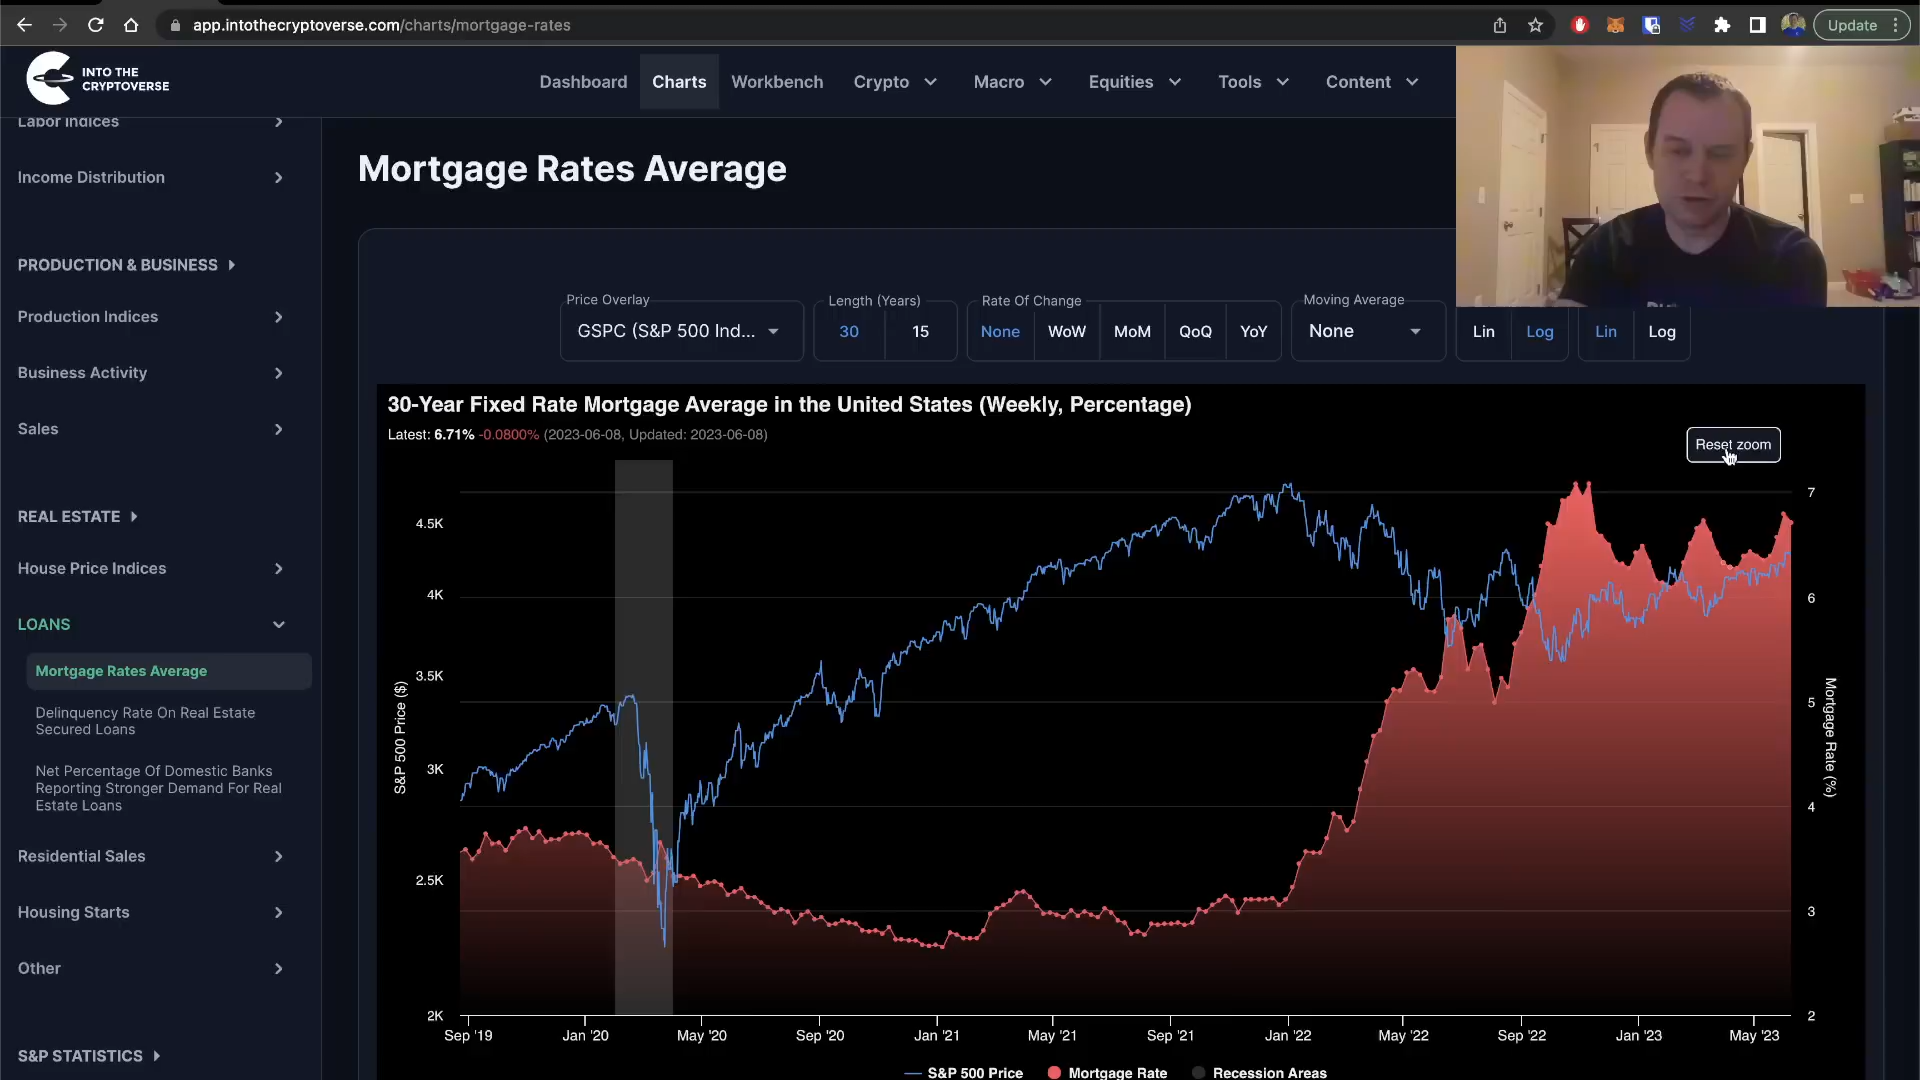 app.intothecryptoverse.com/charts/mortgage-rates
Update
INTO THE
CRYPTOVERSE
Dashboard
Charts
Workbench
Crypto
Macro
Equities
Tools
Content
Labor Indices
Income Distribution
PRODUCTION & BUSINESS
Production Indices
Business Activity
Sales
REAL ESTATE
House Price Indices
LOANS
Mortgage Rates Average
Delinquency Rate On Real Estate
Secured Loans
Net Percentage Of Domestic Banks
Reporting Stronger Demand For Real
Estate Loans
Residential Sales
Housing Starts
Other
S&P STATISTICS
Mortgage Rates Average
Price Overlay
GSPC (S&P 500 Ind...
Length (Years)
30
15
Rate Of Change
None
WoW
MoM
QoQ
YoY
Moving Average
None
Lin
Log
Lin
Log
30-Year Fixed Rate Mortgage Average in the United States (Weekly, Percentage)
Latest: 6.71% -0.0800% (2023-06-08, Updated: 2023-06-08)
Reset zoom
4.5K
4K
3.5K
3K
2.5K
2K
S&P 500 Price ($)
7
6
5
4
3
2
Mortgage Rate (%)
Sep '19
Jan '20
May '20
Sep '20
Jan '21
May '21
Sep '21
Jan '22
May '22
Sep '22
Jan '23
May '23
S&P 500 Price
Mortgage Rate
Recession Areas